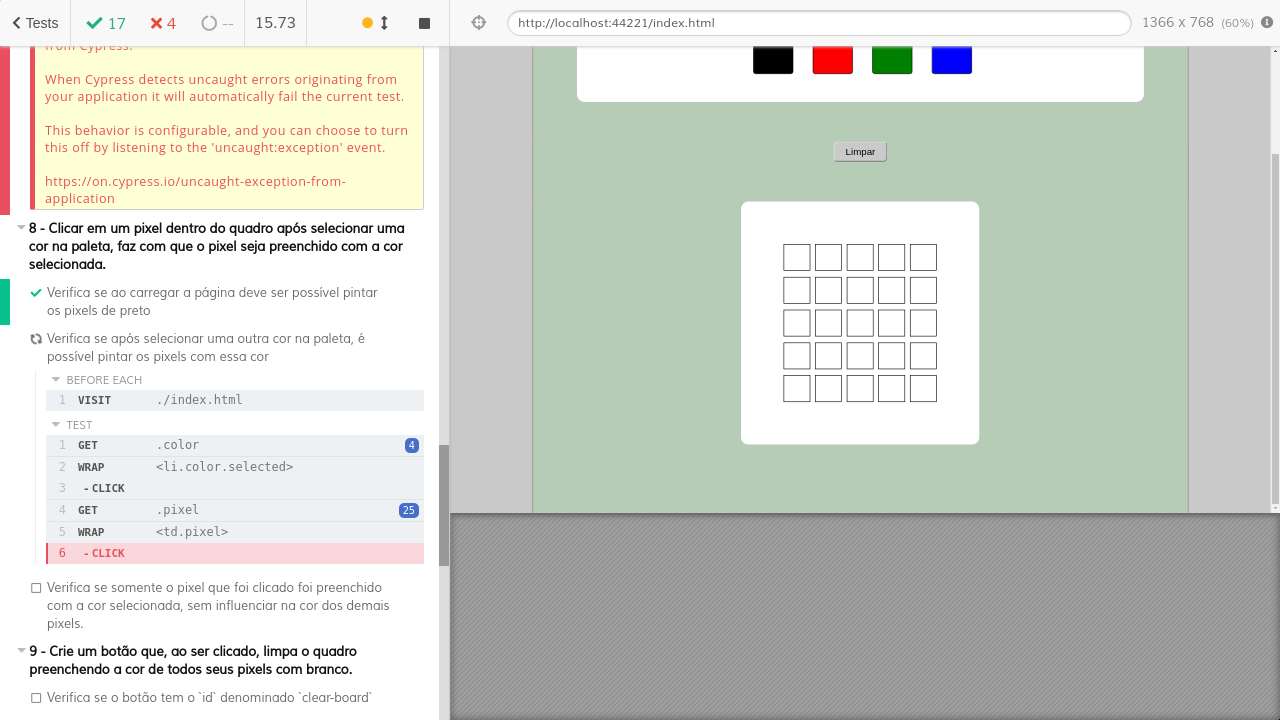 Tests
17
4
--
15.73
http://localhost:44221/index.html
1366 x 768 (60%)
from Cypress.
When Cypress detects uncaught errors originating from
your application it will automatically fail the current test.
This behavior is configurable, and you can choose to turn
this off by listening to the 'uncaught:exception' event.
https://on.cypress.io/uncaught-exception-from-
application
8 - Clicar em um pixel dentro do quadro após selecionar uma
cor na paleta, faz com que o pixel seja preenchido com a cor
selecionada.
Verifica se ao carregar a página deve ser possível pintar
os pixels de preto
Verifica se após selecionar uma outra cor na paleta, é
possível pintar os pixels com essa cor
BEFORE EACH
1 VISIT ./index.html
TEST
1 GET .color 4
2 WRAP <li.color.selected>
3 - CLICK
4 GET .pixel 25
5 WRAP <td.pixel>
6 - CLICK
Verifica se somente o pixel que foi clicado foi preenchido
com a cor selecionada, sem influenciar na cor dos demais
pixels.
9 - Crie um botão que, ao ser clicado, limpa o quadro
preenchendo a cor de todos seus pixels com branco.
Verifica se o botão tem o `id` denominado `clear-board`
Limpar